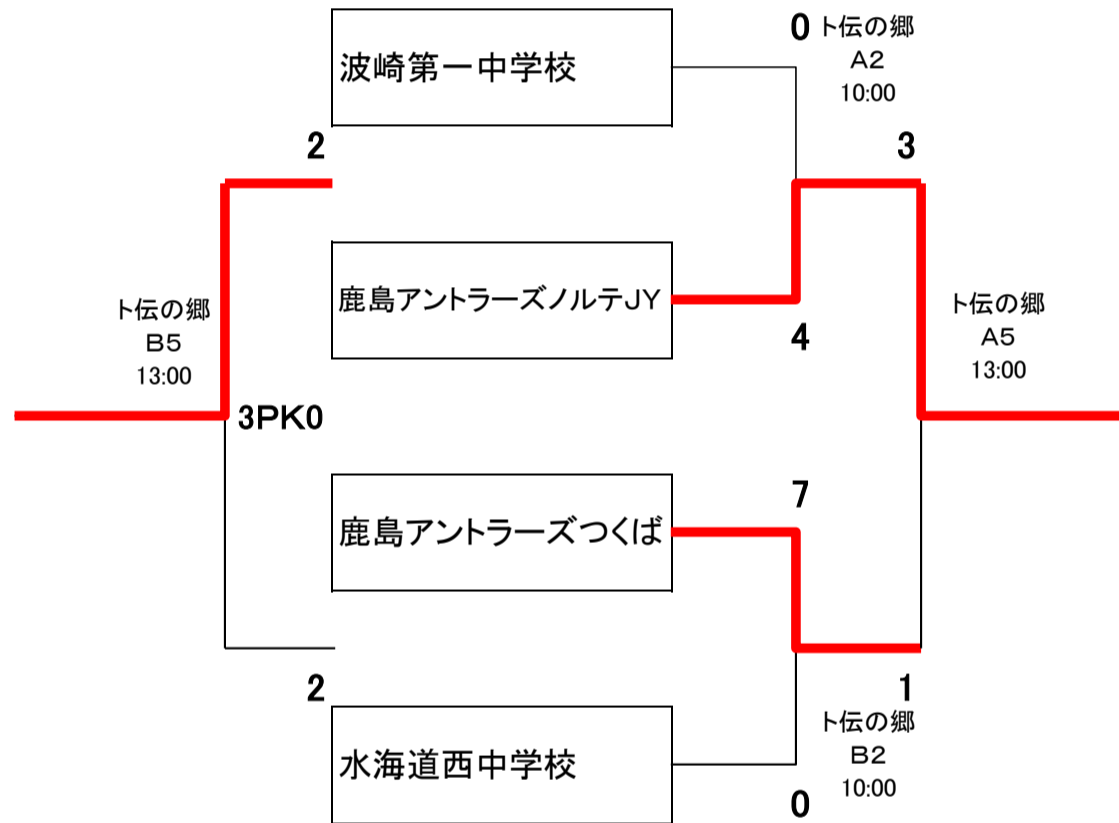 波崎第一中学校
0
ト伝の郷
A2
10:00
2
3
鹿島アントラーズノルテJY
ト伝の郷
B5
13:00
4
ト伝の郷
A5
13:00
3PK0
7
鹿島アントラーズつくば
2
1
水海道西中学校
ト伝の郷
B2
10:00
0